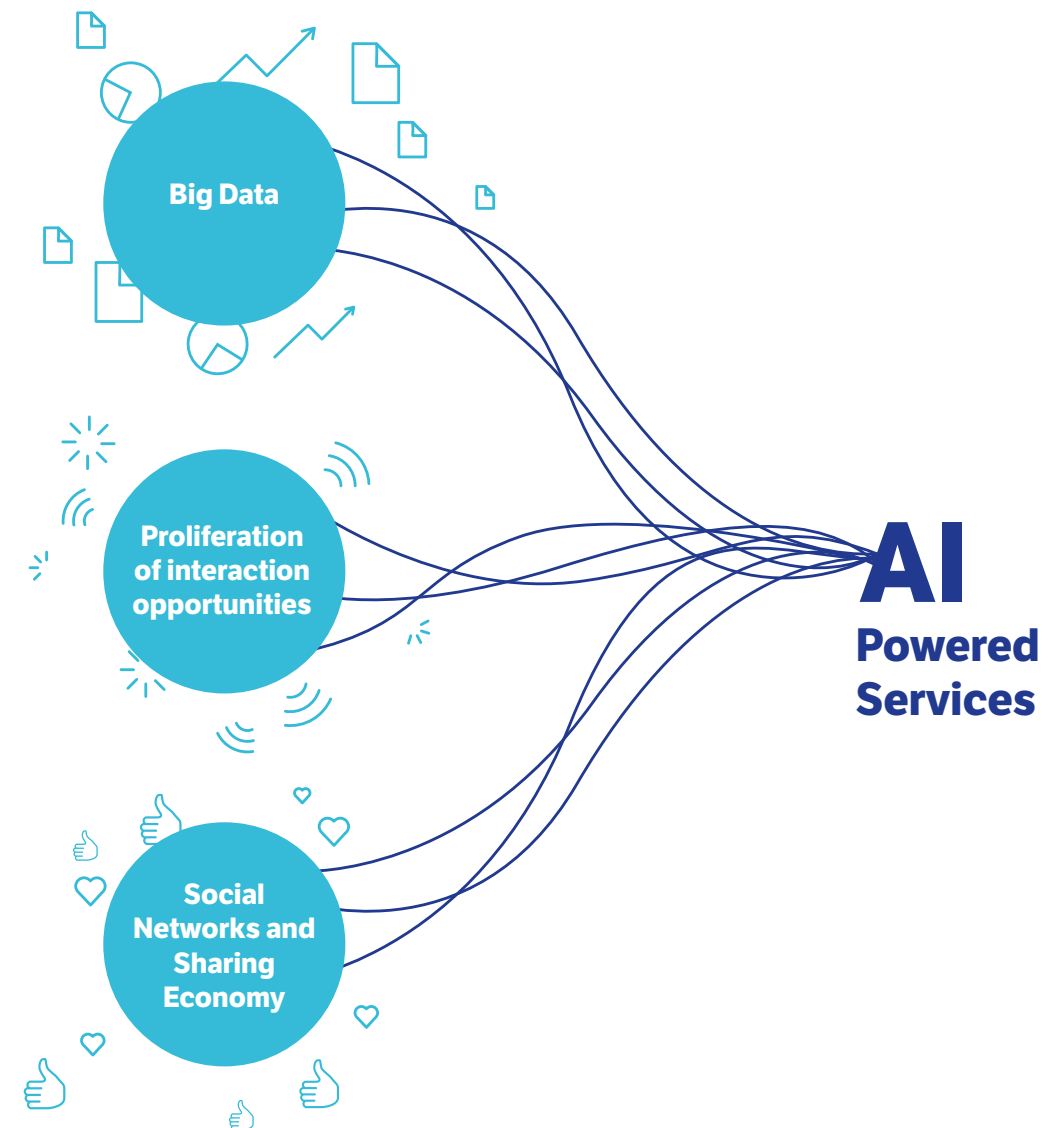 Big Data
Proliferation
of interaction
opportunities
AI
Powered
Services
Social
Networks and
Sharing
Economy